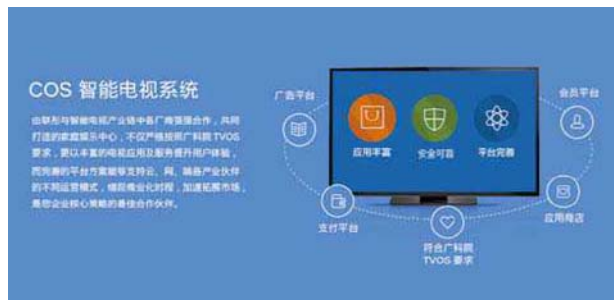 COS 智能电视系统
由联彤与智能电视产业链中各厂商强强合作，共同
打造的家庭娱乐中心，不仅严格按照广科院 TVOS
要求，更以丰富的电视应用及服务提升用户体验，
而完善的平台方案能够支持云、网、端各产业伙伴
的不同运营模式，缩短商业化时程，加速拓展市场，
是您企业核心策略的最佳合作伙伴。
广告平台
会员平台
应用丰富
安全可靠
平台完善
支付平台
应用商店
符合广科院
TVOS 要求